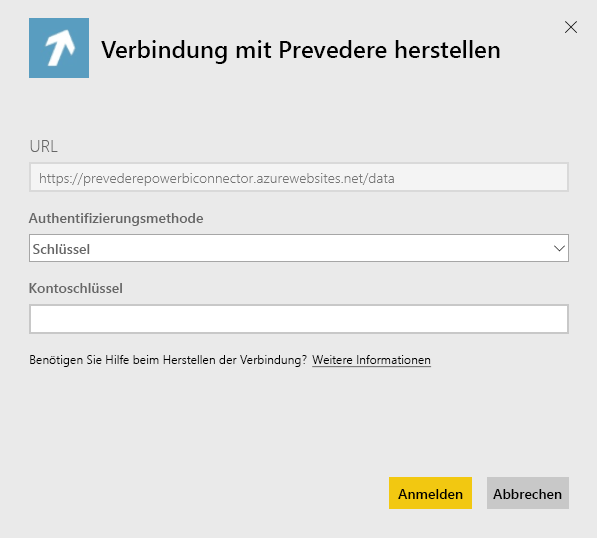 Verbindung mit Prevedere herstellen
URL
https://prevederepowerbiconnector.azurewebsites.net/data
Authentifizierungsmethode
Schlüssel
Kontoschlüssel
Benötigen Sie Hilfe beim Herstellen der Verbindung? Weitere Informationen
Anmelden Abbrechen